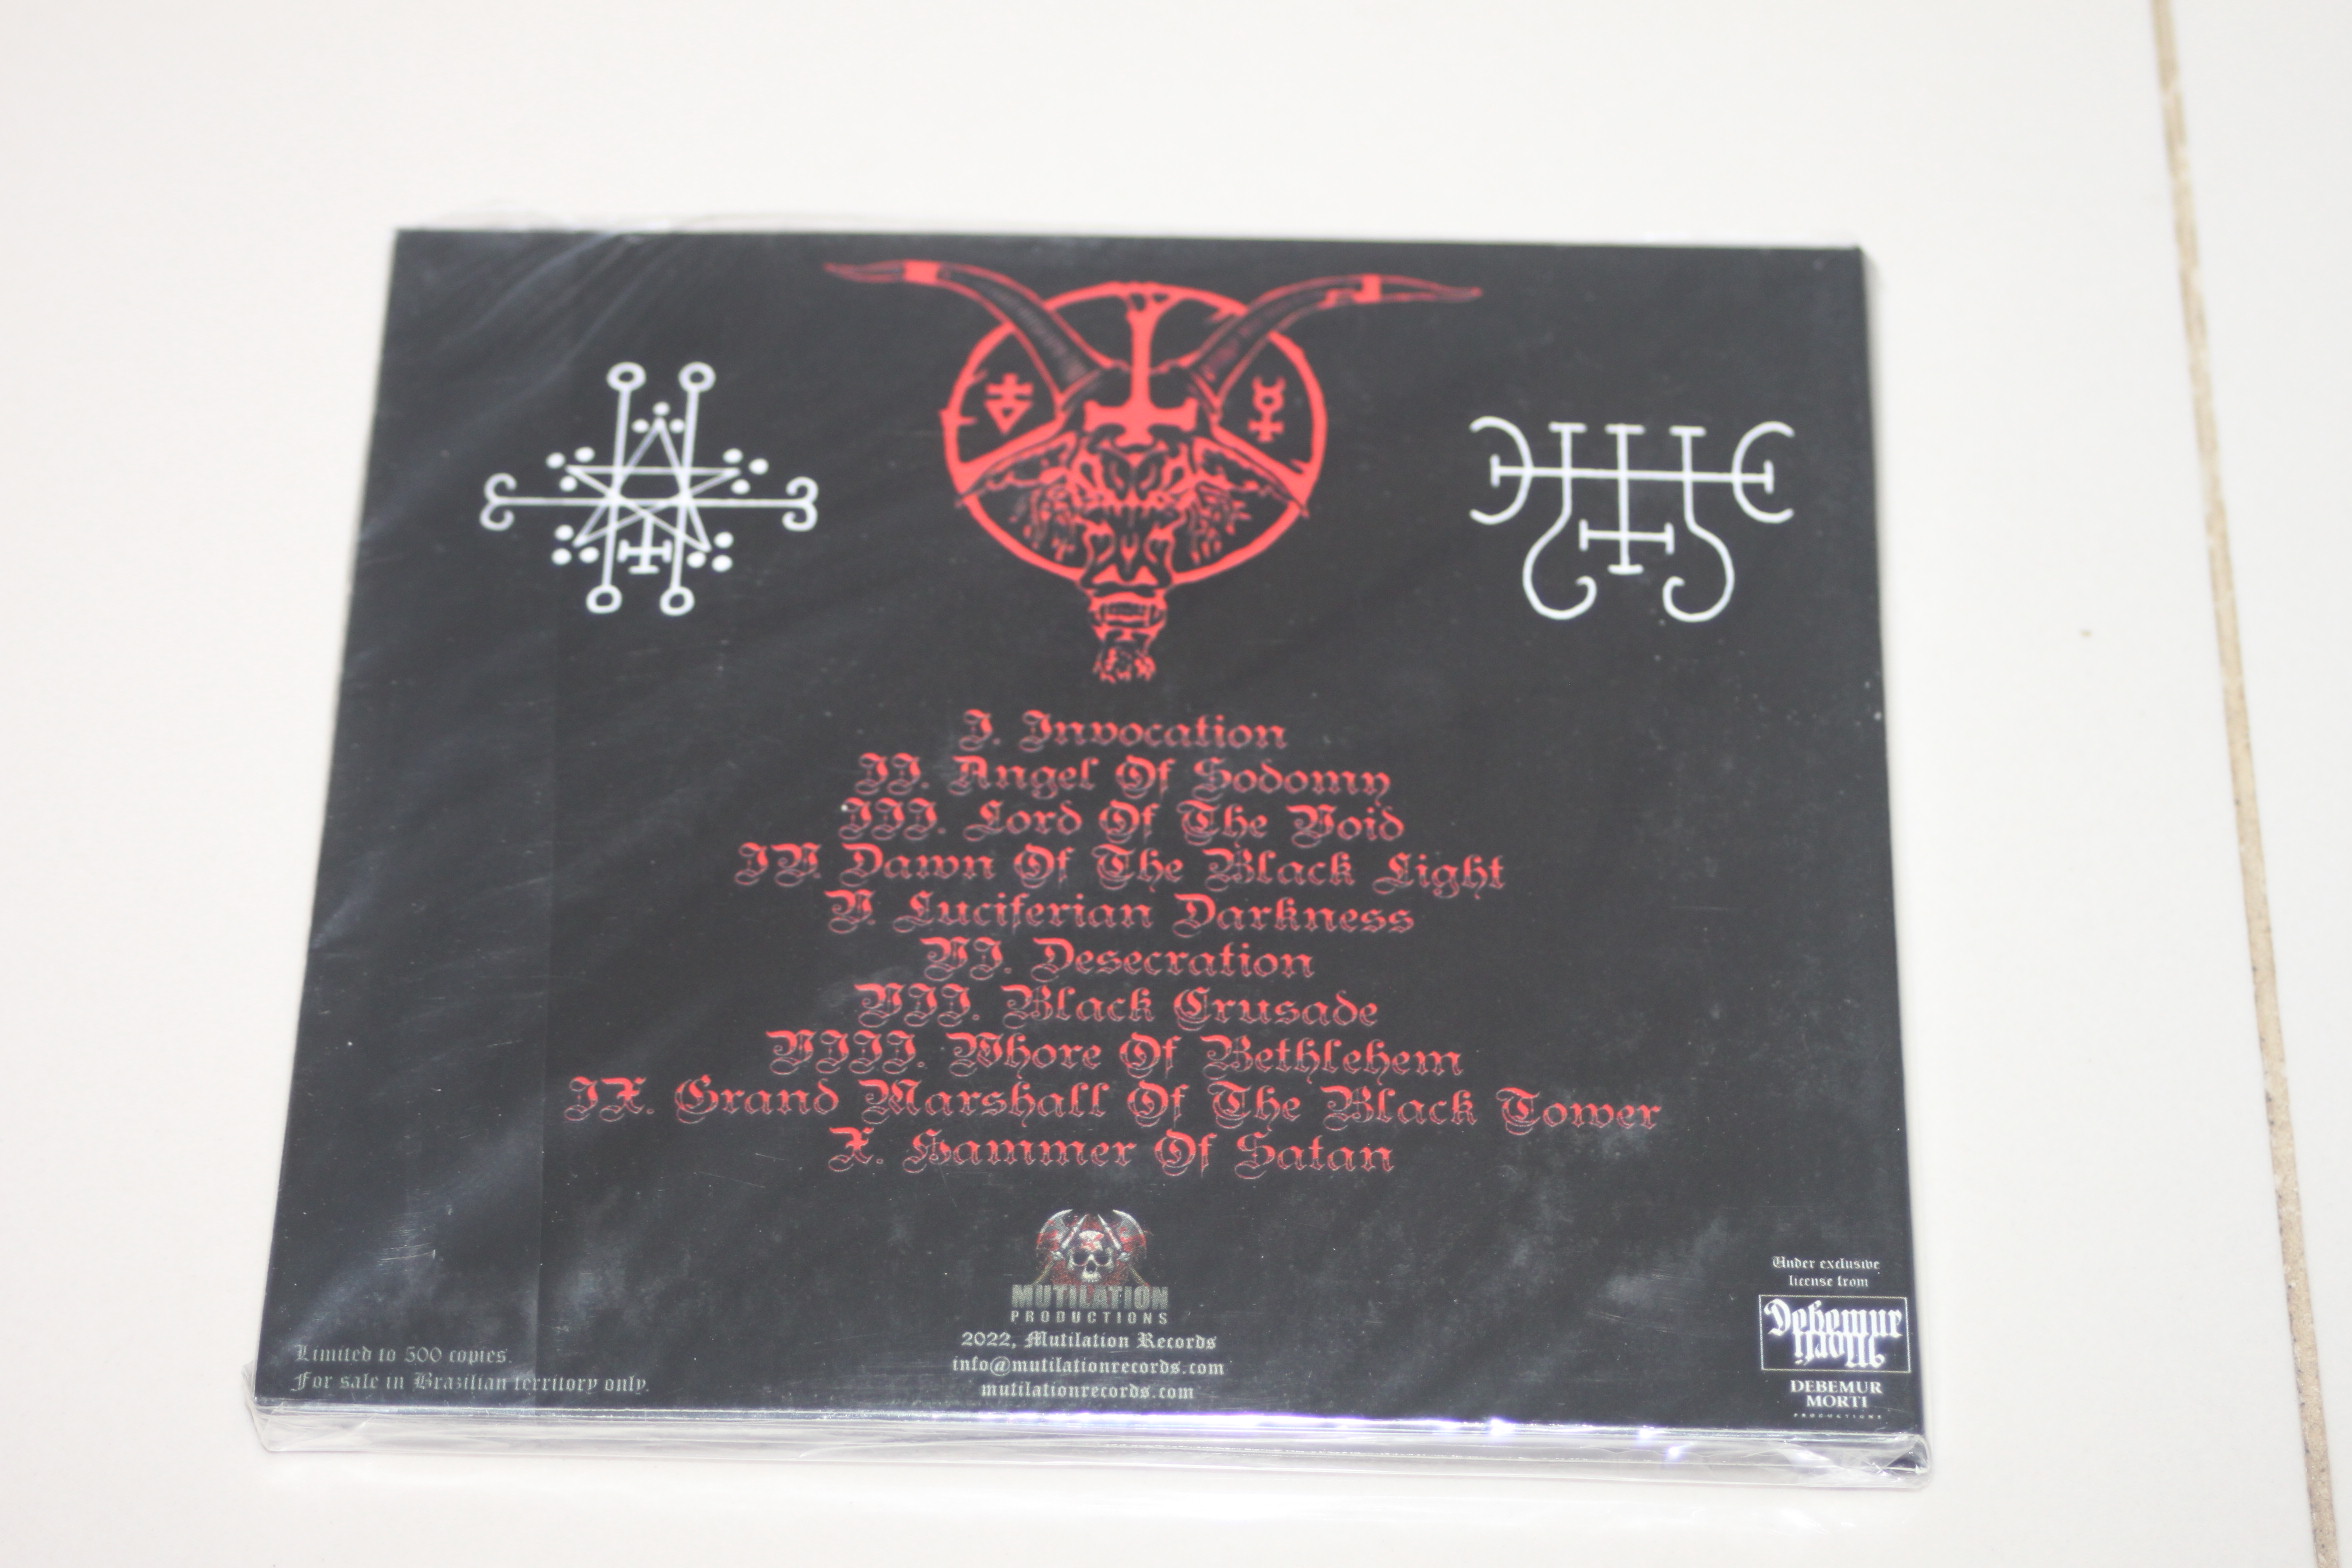 I. Invocation
II. Angel Of Sodomy
III. Lord Of The Void
IV. Dawn Of The Black Light
V. Luciferian Darkness
VI. Desecration
VII. Black Crusade
VIII. Whore Of Bethlehem
IX. Grand Marshall Of The Black Tower
X. Hammer Of Satan
MUTILATION
PRODUCTIONS
2022, Mutilation Records
info@mutilationrecords.com
mutilationrecords.com
Limited to 500 copies.
For sale in Brazilian territory only.
Under exclusive
license from
Debemur
Morti
DEBEMUR
MORTI
PRODUCTIONS